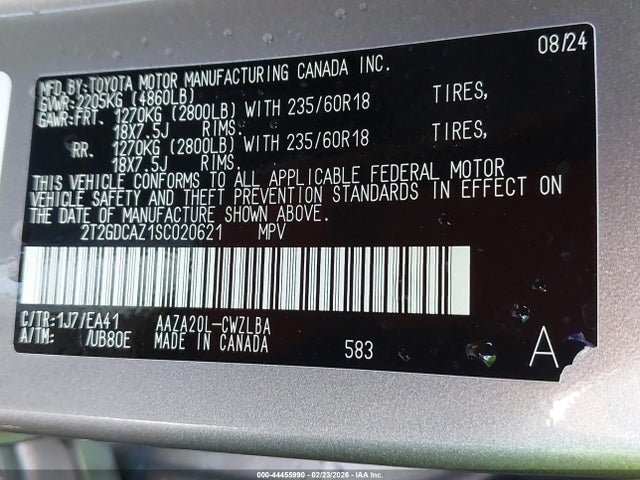 08/24
MFD.BY:TOYOTA MOTOR MANUFACTURING CANADA INC.
GVWR:2205KG (4860LB)
GAWR:FRT. 1270KG (2800LB) WITH 235/60R18 TIRES,
18X7.5J RIMS.
RR. 1270KG (2800LB) WITH 235/60R18 TIRES,
18X7.5J RIMS.
THIS VEHICLE CONFORMS TO ALL APPLICABLE FEDERAL MOTOR
VEHICLE SAFETY AND THEFT PREVENTION STANDARDS IN EFFECT ON
THE DATE OF MANUFACTURE SHOWN ABOVE.
2T2GDCAZ1SC020621 MPV
C/TR:1J7/EA41 AAZA20L-CWZLBA
A/TM: /UB80E MADE IN CANADA 583 A
000-44455990 - 02/23/2026 - IAA Inc.